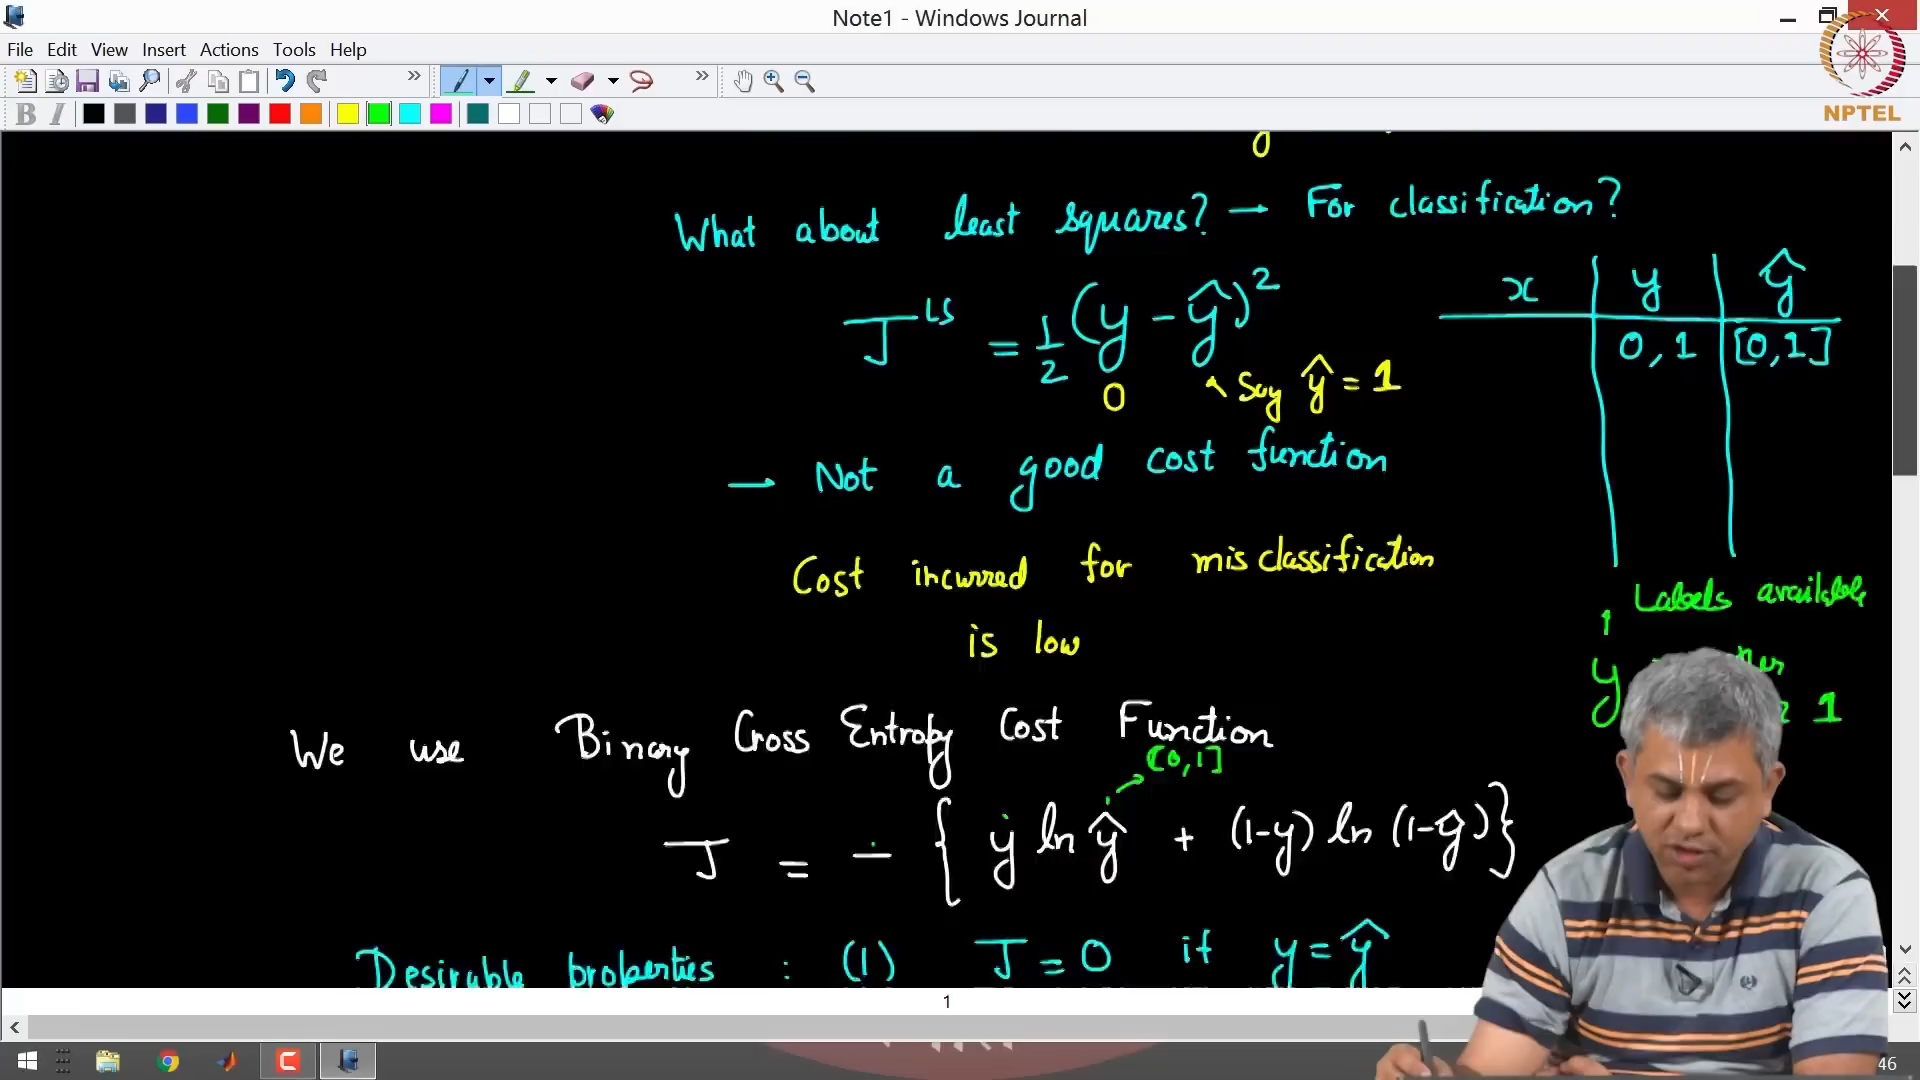 Note1 - Windows Journal
File Edit View Insert Actions Tools Help
NPTEL
What about least squares? → For classification?
x | y | ŷ
0, 1 | [0,1]
J^LS = 1/2 (y - ŷ)^2
0
Say ŷ = 1
→ Not a good cost function
Cost incurred for misclassification
is low
Labels available
y
1
We use Binary Cross Entropy Cost Function
[0,1]
J = - { y ln ŷ + (1-y) ln (1-ŷ) }
Desirable properties : (1) J = 0 if y = ŷ
1
46